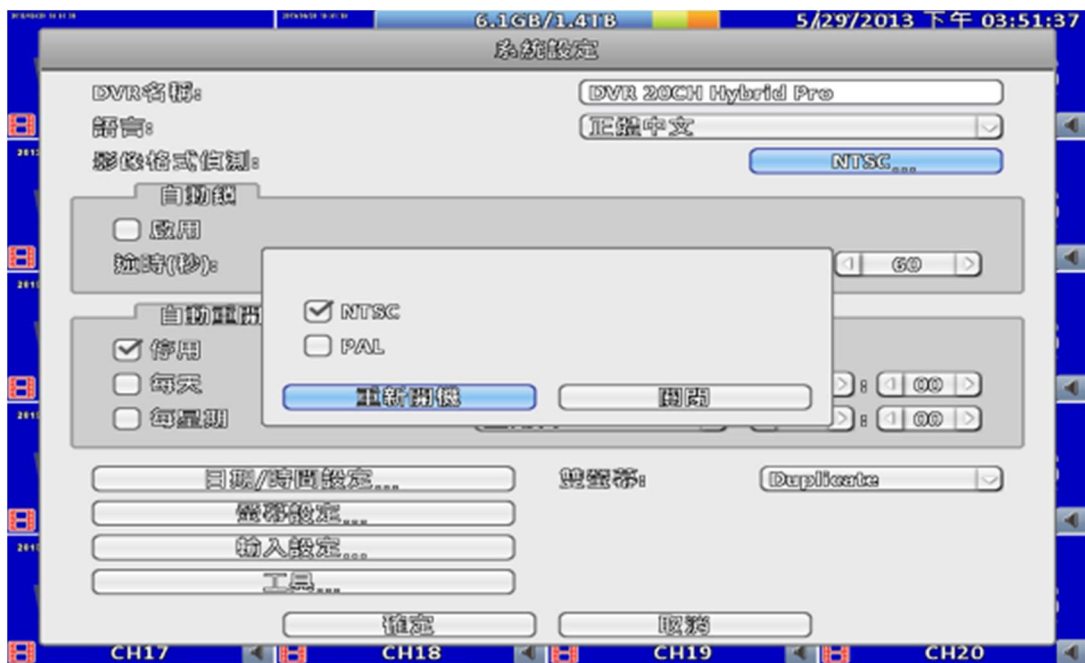 6.1GB/1.4TB
5/29/2013 下午 03:51:37
系統設定
DVR名稱:
DVR 20CH Hybrid Pro
語言:
正體中文
影像格式偵測:
NTSC...
自動鎖
啟用
逾時(秒):
60
NTSC
PAL
重新開機
關閉
自動重開
停用
每天
: 00
每星期
: 00
日期/時間設定...
雙螢幕:
Duplicate
螢幕設定...
輸入設定...
工具...
確定
取消
CH17
CH18
CH19
CH20